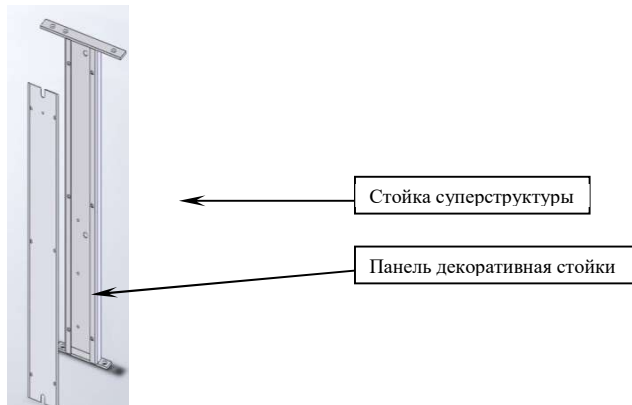 Стойка суперструктуры
Панель декоративная стойки